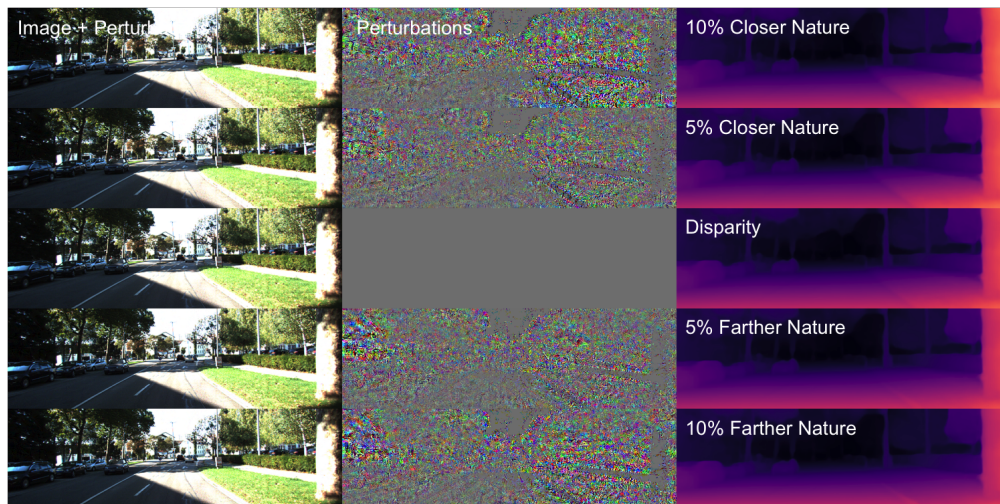 Image + Perturb
Perturbations
10% Closer Nature
5% Closer Nature
Disparity
5% Farther Nature
10% Farther Nature